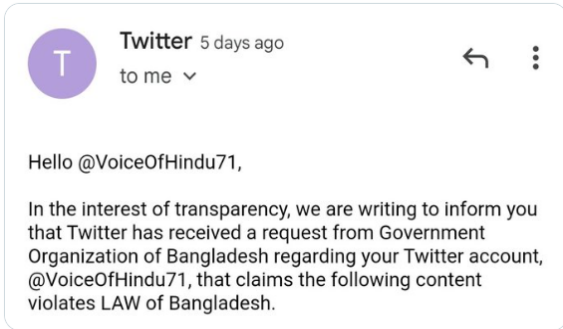 T
Twitter 5 days ago
to me
Hello @VoiceOfHindu71,
In the interest of transparency, we are writing to inform you
that Twitter has received a request from Government
Organization of Bangladesh regarding your Twitter account,
@VoiceOfHindu71, that claims the following content
violates LAW of Bangladesh.